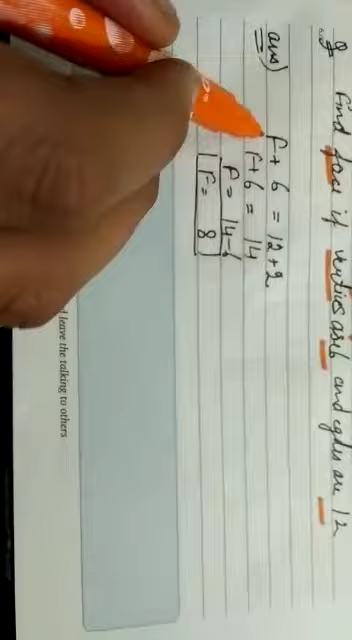 Q Find face if vertices are 6 and edges are 12
ans) F + 6 = 12 + 2
F + 6 = 14
F = 14 - 6
F = 8
d leave the talking to others